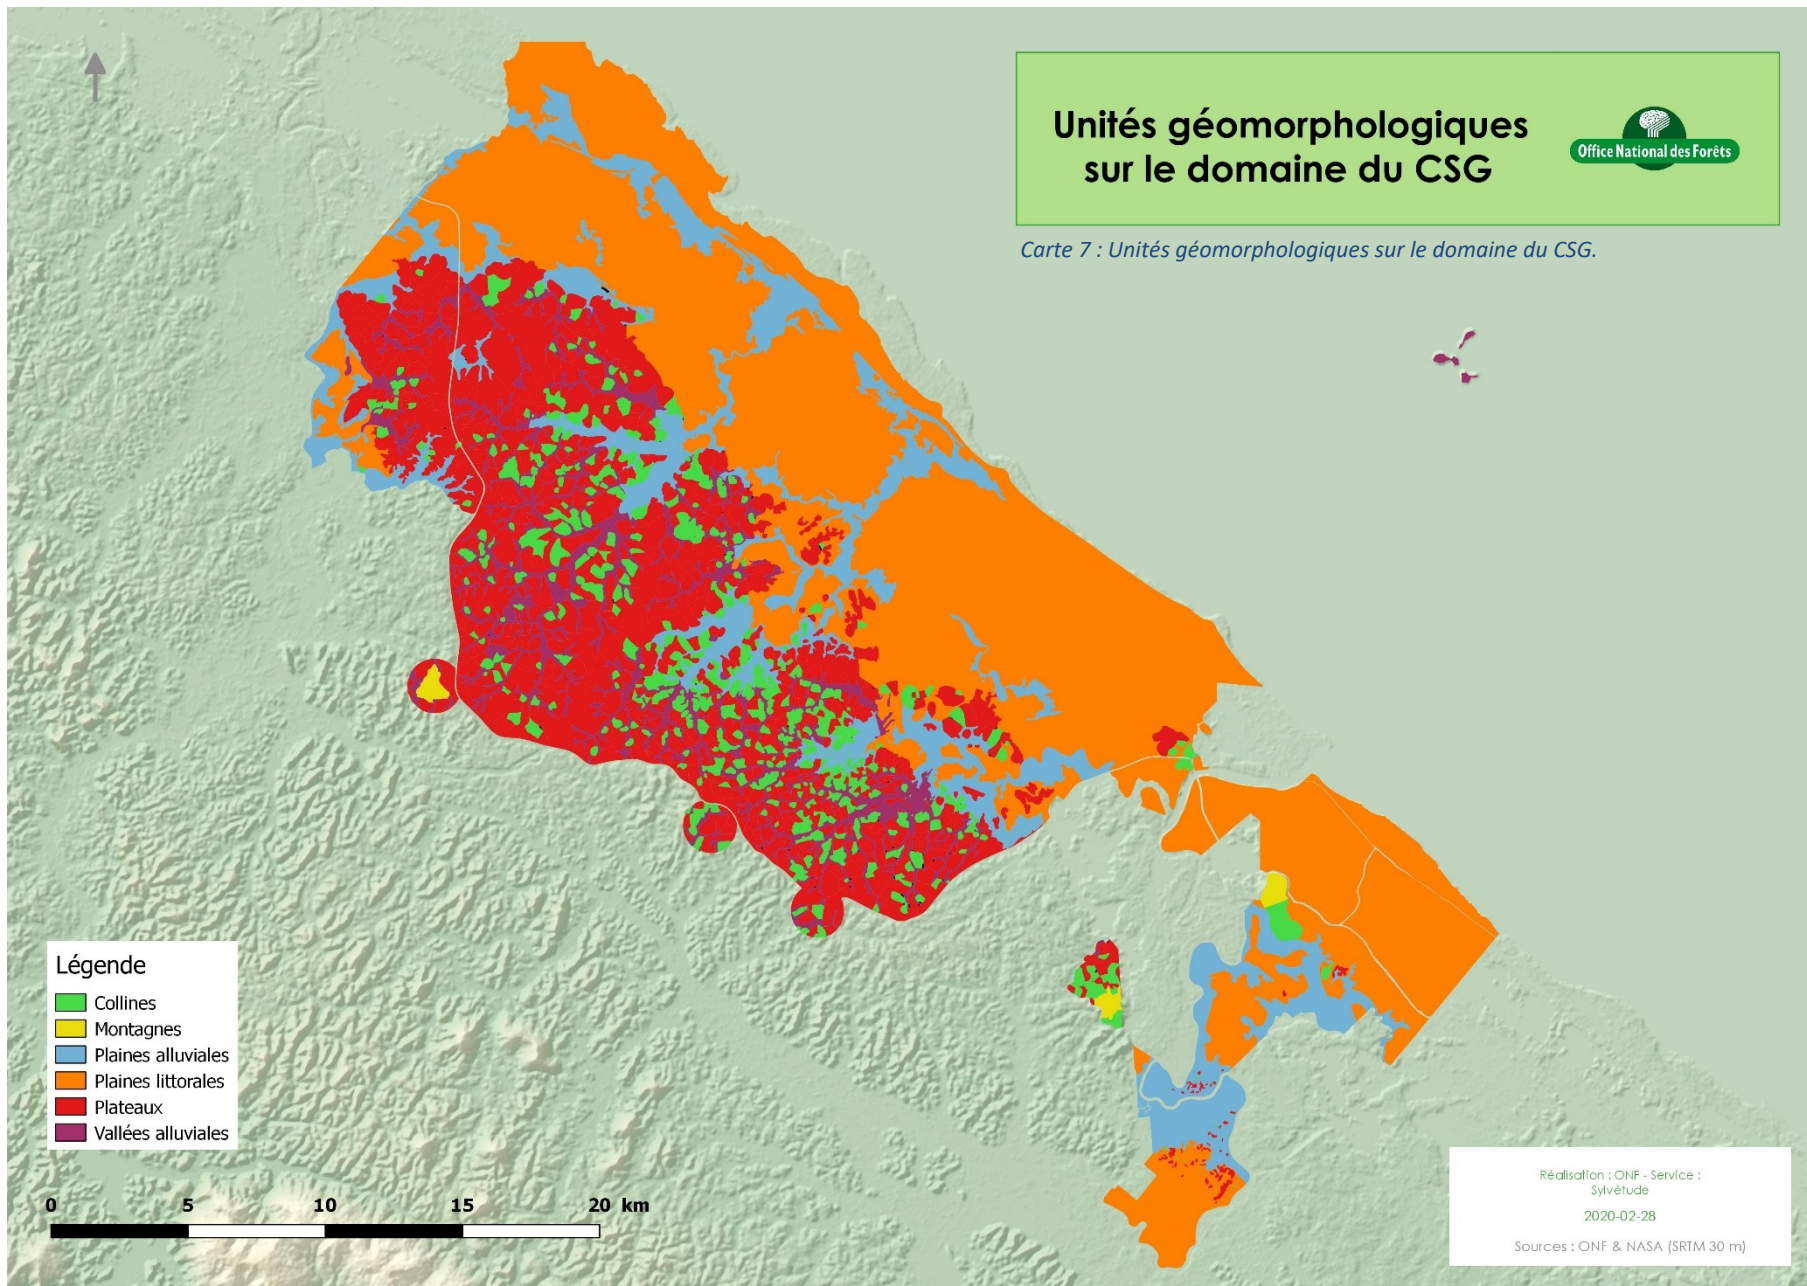 Unités géomorphologiques
sur le domaine du CSG
Office National des Forêts
Carte 7 : Unités géomorphologiques sur le domaine du CSG.
Légende
Collines
Montagnes
Plaines alluviales
Plaines littorales
Plateaux
Vallées alluviales
0 5 10 15 20 km
Réalisation : ONF - Service :
Sylvétude
2020-02-28
Sources : ONF & NASA (SRTM 30 m)